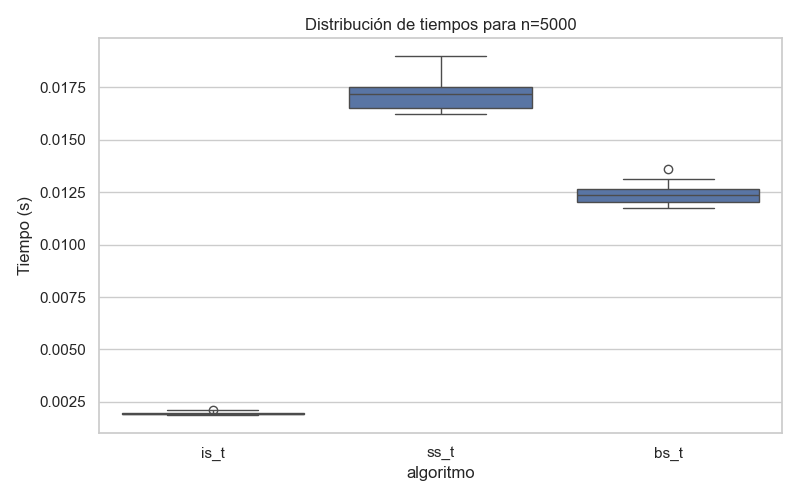 Distribución de tiempos para n=5000
Tiempo (s)
0.0175
0.0150
0.0125
0.0100
0.0075
0.0050
0.0025
is_t ss_t bs_t
algoritmo